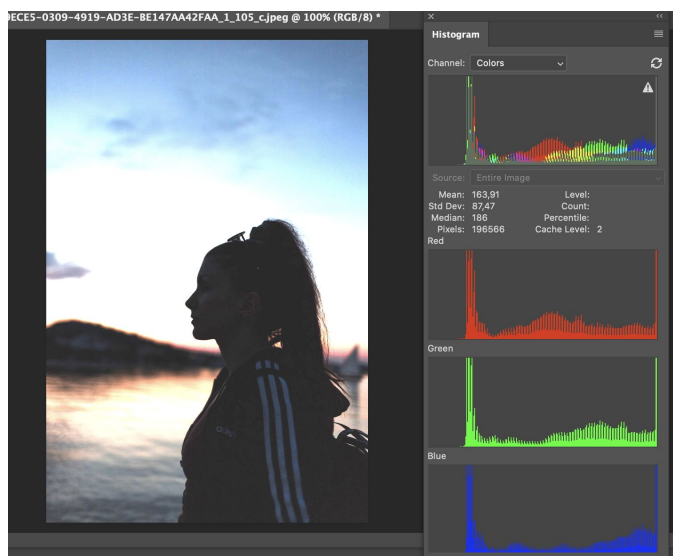 9ECE5-0309-4919-AD3E-BE147AA42FAA_1_105_c.jpeg @ 100% (RGB/8) *
Histogram
Channel: Colors
Source: Entire Image
Mean: 163,91 Level:
Std Dev: 87,47 Count:
Median: 186 Percentile:
Pixels: 196566 Cache Level: 2
Red
Green
Blue